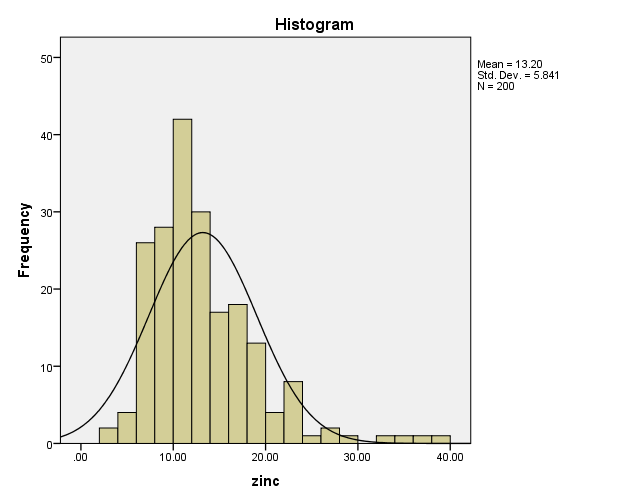 Histogram
50
40
30
20
10
0
Frequency
.00 10.00 20.00 30.00 40.00
zinc
Mean = 13.20
Std. Dev. = 5.841
N = 200